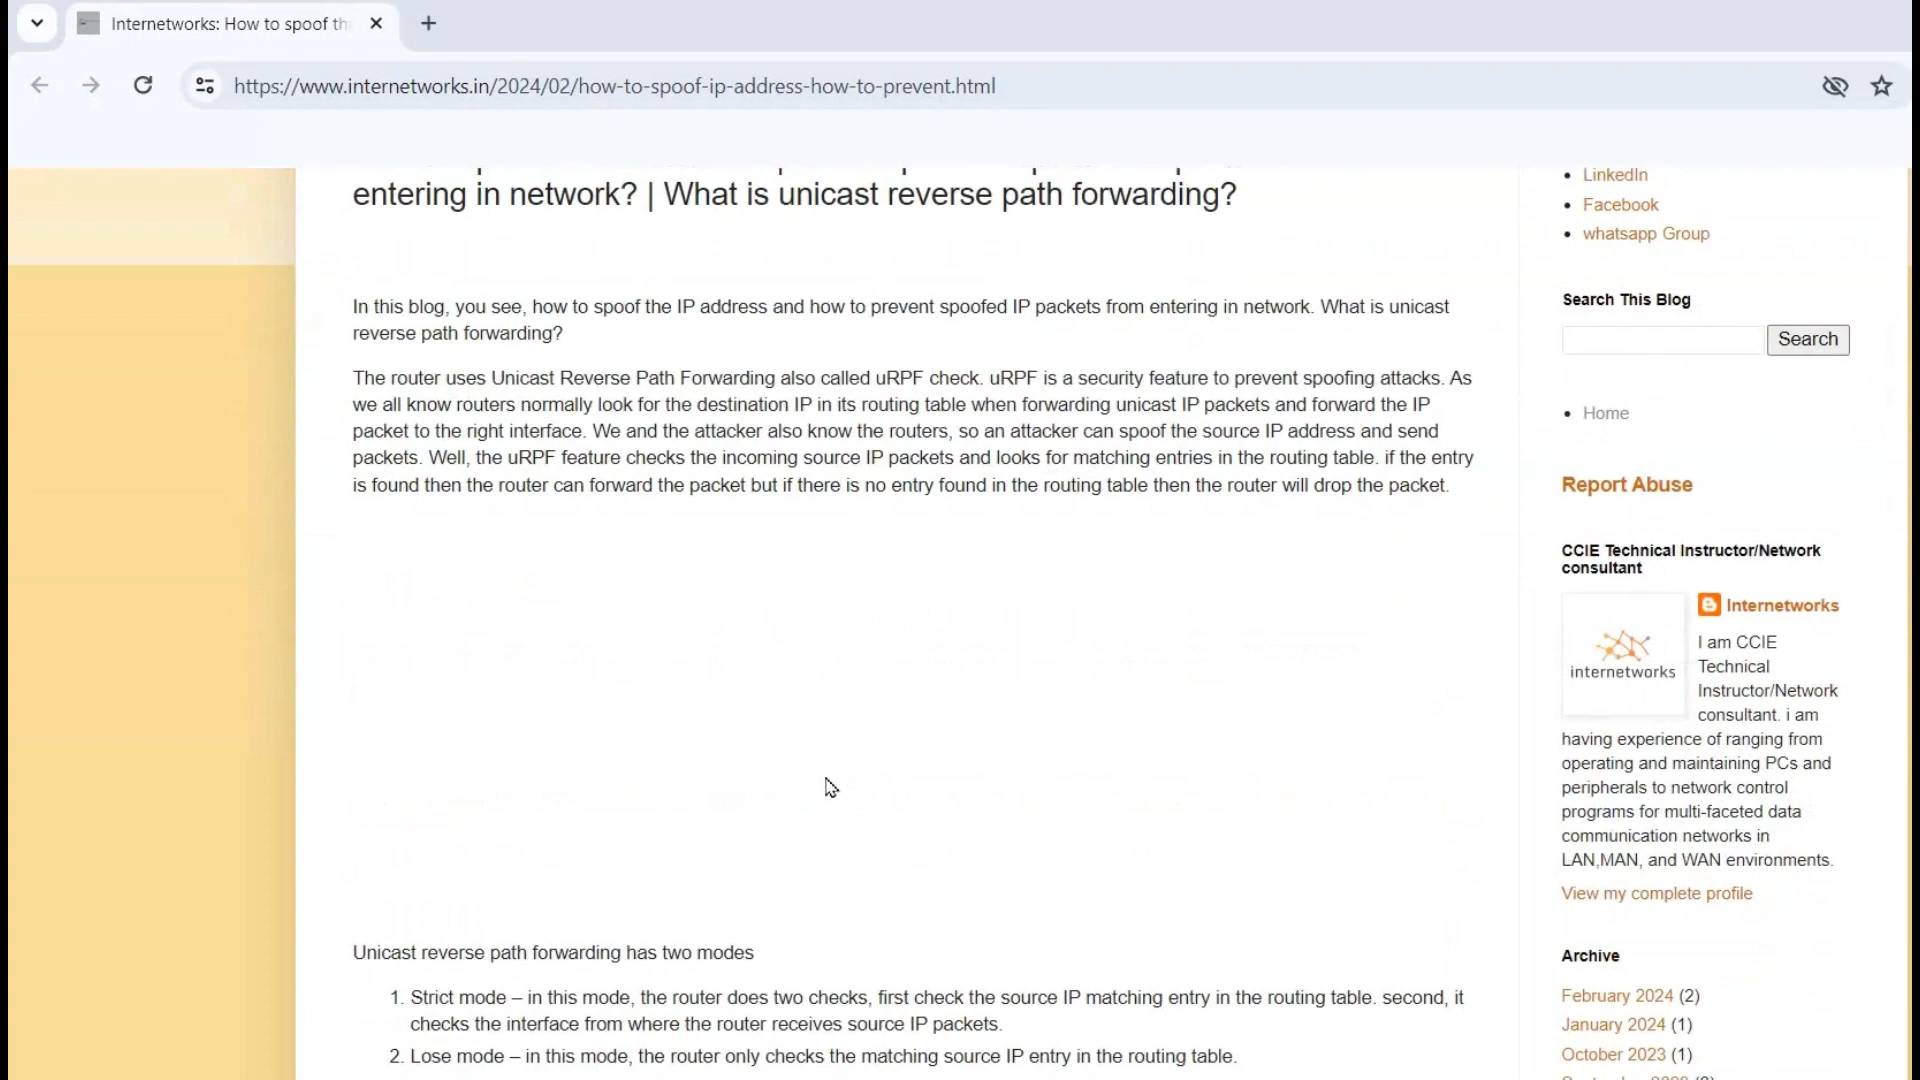 Internetworks: How to spoof th
https://www.internetworks.in/2024/02/how-to-spoof-ip-address-how-to-prevent.html
entering in network? | What is unicast reverse path forwarding?
In this blog, you see, how to spoof the IP address and how to prevent spoofed IP packets from entering in network. What is unicast
reverse path forwarding?
The router uses Unicast Reverse Path Forwarding also called uRPF check. uRPF is a security feature to prevent spoofing attacks. As
we all know routers normally look for the destination IP in its routing table when forwarding unicast IP packets and forward the IP
packet to the right interface. We and the attacker also know the routers, so an attacker can spoof the source IP address and send
packets. Well, the uRPF feature checks the incoming source IP packets and looks for matching entries in the routing table. if the entry
is found then the router can forward the packet but if there is no entry found in the routing table then the router will drop the packet.
Unicast reverse path forwarding has two modes
1. Strict mode – in this mode, the router does two checks, first check the source IP matching entry in the routing table. second, it
checks the interface from where the router receives source IP packets.
2. Lose mode – in this mode, the router only checks the matching source IP entry in the routing table.
LinkedIn
Facebook
whatsapp Group
Search This Blog
Search
Home
Report Abuse
CCIE Technical Instructor/Network
consultant
internetworks
Internetworks
I am CCIE
Technical
Instructor/Network
consultant. i am
having experience of ranging from
operating and maintaining PCs and
peripherals to network control
programs for multi-faceted data
communication networks in
LAN,MAN, and WAN environments.
View my complete profile
Archive
February 2024 (2)
January 2024 (1)
October 2023 (1)